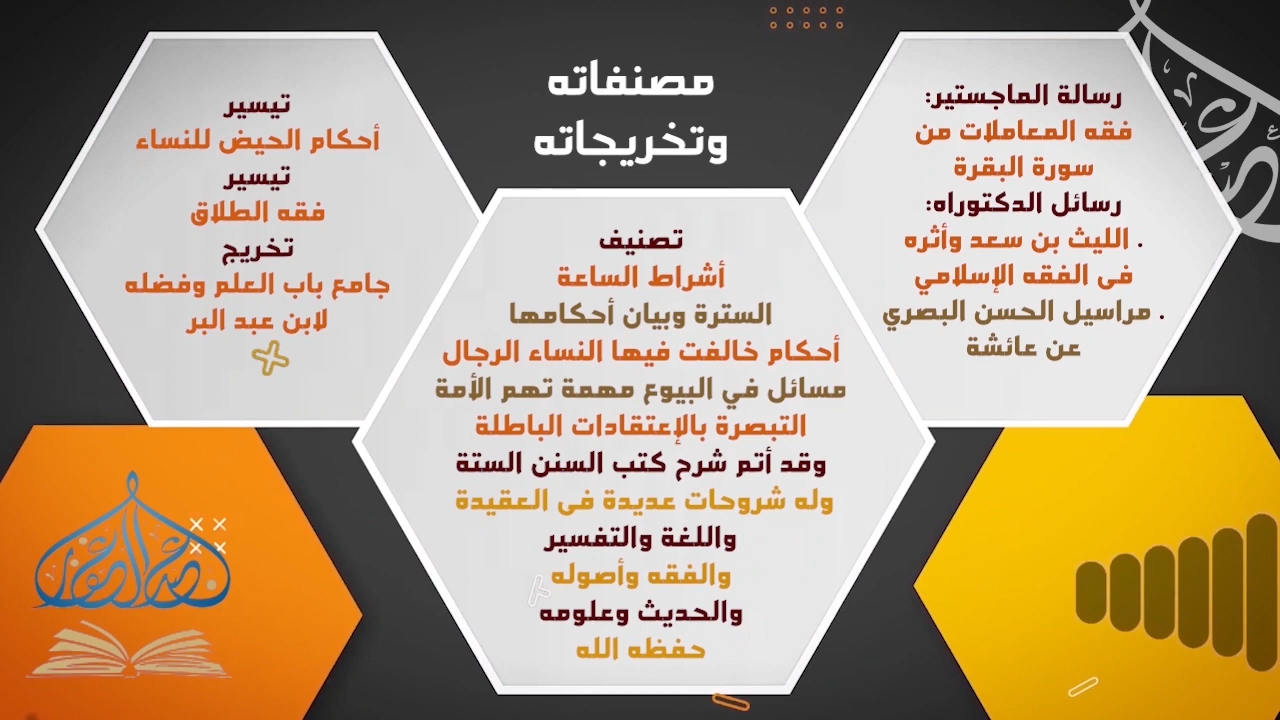 مصنفاته
وتخريجاته
رسالة الماجستير:
فقه المعاملات من
سورة البقرة
رسائل الدكتوراه:
. الليث بن سعد وأثره
فى الفقه الإسلامي
. مراسيل الحسن البصري
عن عائشة
تصنيف
أشراط الساعة
السترة وبيان أحكامها
أحكام خالفت فيها النساء الرجال
مسائل في البيوع مهمة تهم الأمة
التبصرة بالإعتقادات الباطلة
وقد أتم شرح كتب السنن الستة
وله شروحات عديدة فى العقيدة
واللغة والتفسير
والفقه وأصوله
والحديث وعلومه
حفظه الله
تيسير
أحكام الحيض للنساء
تيسير
فقه الطلاق
تخريج
جامع باب العلم وفضله
لابن عبد البر